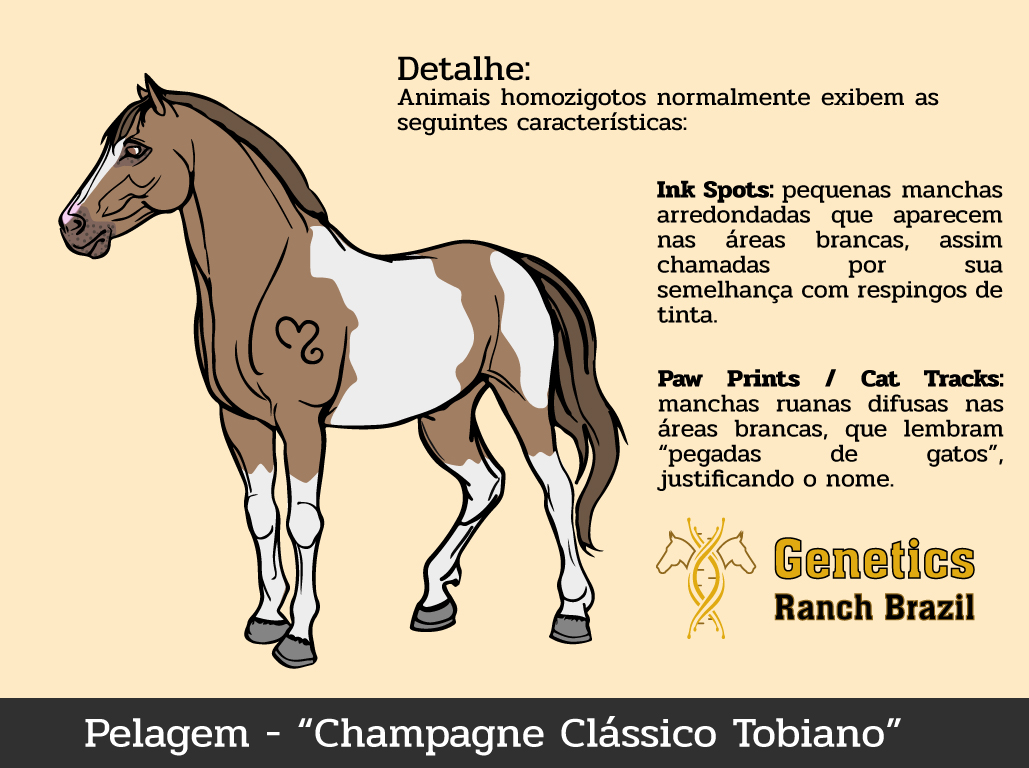 Detalhe:
Animais homozigotos normalmente exibem as
seguintes características:
Ink Spots: pequenas manchas
arredondadas que aparecem
nas áreas brancas, assim
chamadas por sua
semelhança com respingos de
tinta.
Paw Prints / Cat Tracks:
manchas ruanas difusas nas
áreas brancas, que lembram
“pegadas de gatos”,
justificando o nome.
Genetics
Ranch Brazil
Pelagem - “Champagne Clássico Tobiano”